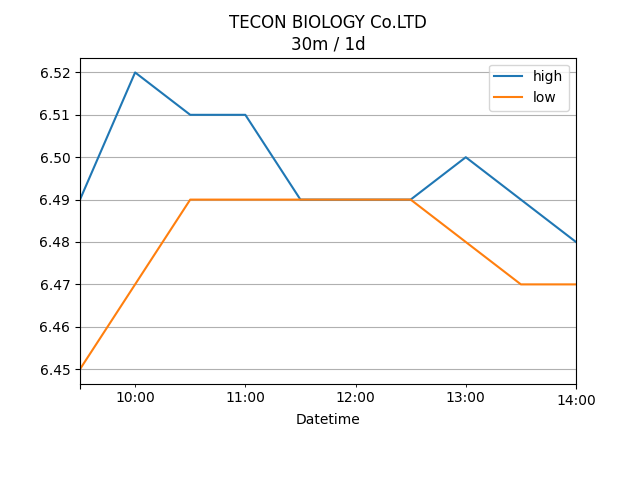 TECON BIOLOGY Co.LTD
30m / 1d
high
low
6.52
6.51
6.50
6.49
6.48
6.47
6.46
6.45
10:00 11:00 12:00 13:00 14:00
Datetime